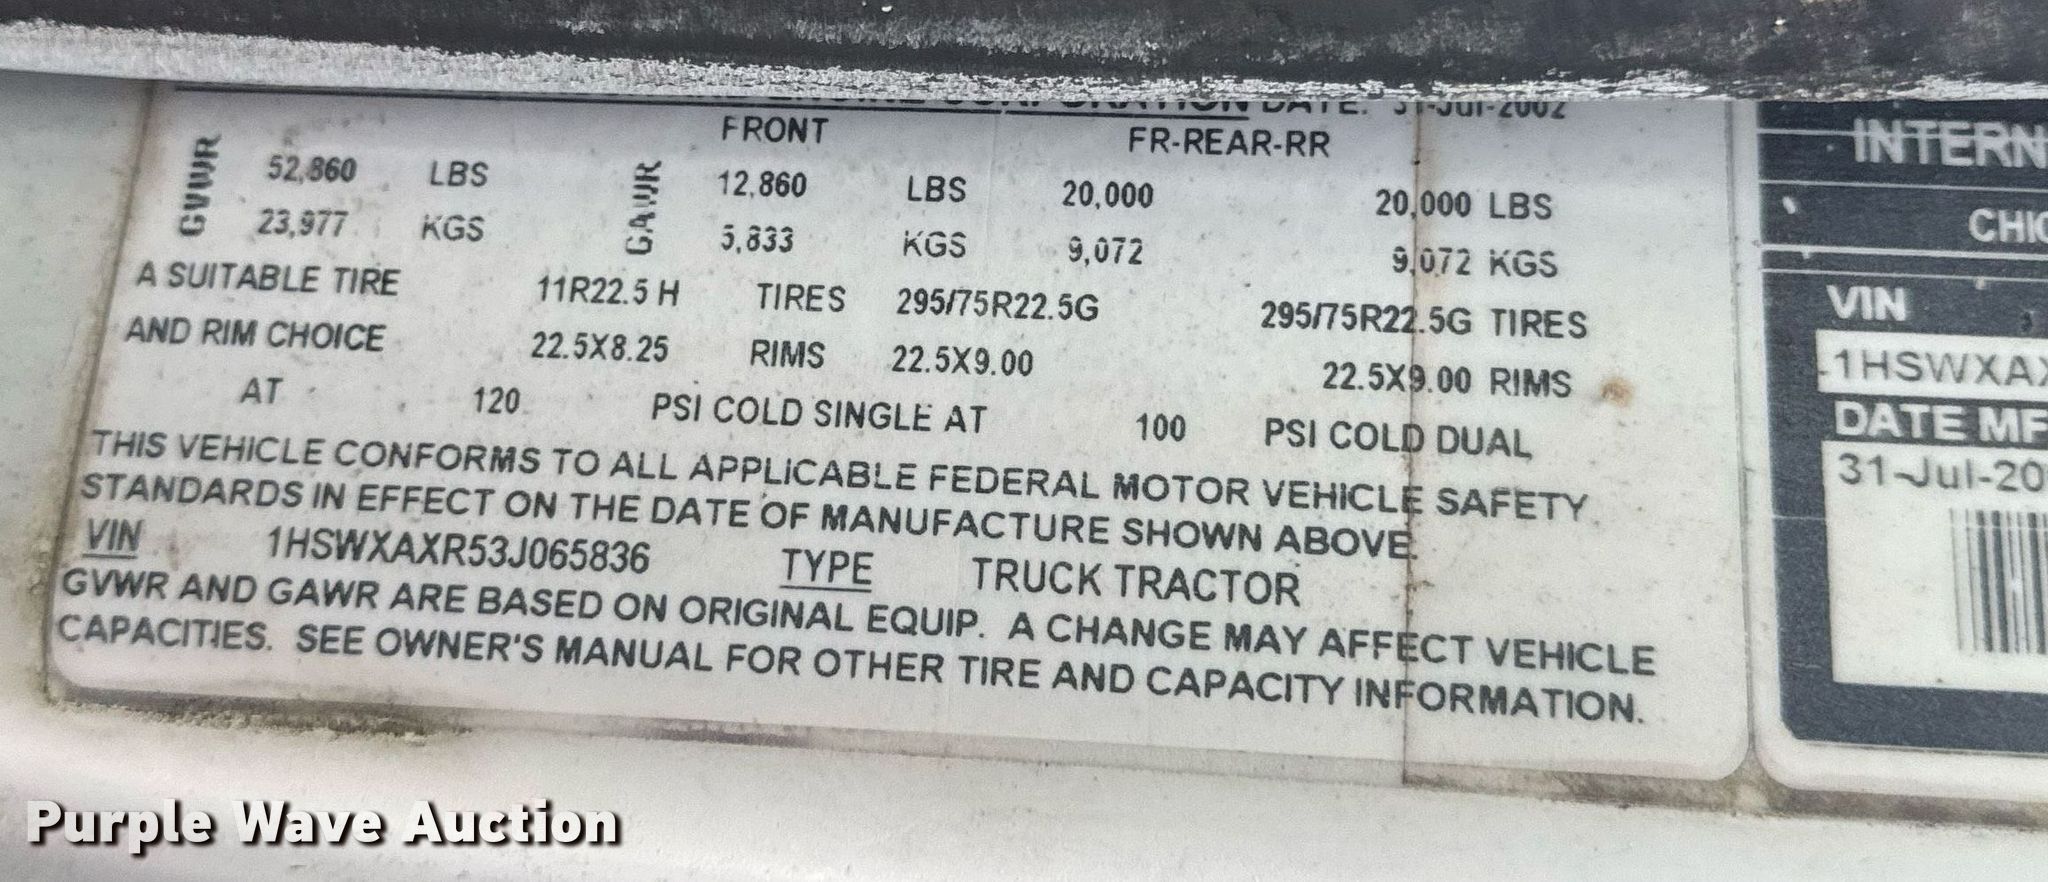 ENGINE CORPORATION DATE: 31-Jul-2002
FRONT FR-REAR-RR
GVWR 52,860 LBS GAWR 12,860 LBS 20,000 20,000 LBS
23,977 KGS 5,833 KGS 9,072 9,072 KGS
A SUITABLE TIRE 11R22.5 H TIRES 295/75R22.5G 295/75R22.5G TIRES
AND RIM CHOICE 22.5X8.25 RIMS 22.5X9.00 22.5X9.00 RIMS
AT 120 PSI COLD SINGLE AT 100 PSI COLD DUAL
THIS VEHICLE CONFORMS TO ALL APPLICABLE FEDERAL MOTOR VEHICLE SAFETY
STANDARDS IN EFFECT ON THE DATE OF MANUFACTURE SHOWN ABOVE.
VIN 1HSWXAXR53J065836 TYPE TRUCK TRACTOR
GVWR AND GAWR ARE BASED ON ORIGINAL EQUIP. A CHANGE MAY AFFECT VEHICLE
CAPACITIES. SEE OWNER'S MANUAL FOR OTHER TIRE AND CAPACITY INFORMATION.
INTERN
CHIC
VIN
1HSWXAX
DATE MF
31-Jul-20
Purple Wave Auction